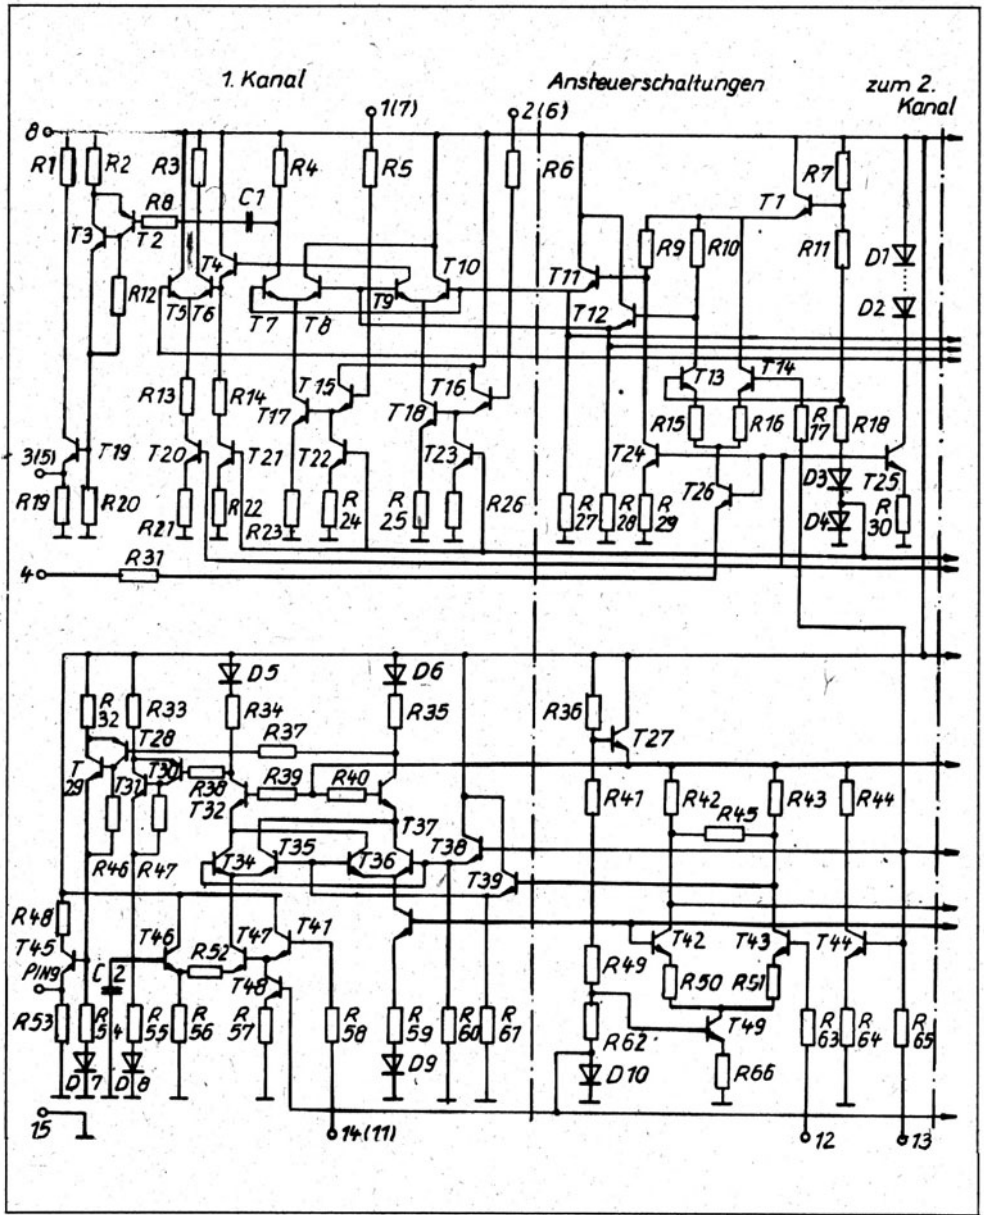 1. Kanal
Ansteuerschaltungen
zum 2. Kanal
1(7)
2(6)
8
R1
R2
R3
R4
R5
R6
R7
R8
C1
T1
T3
T2
T4
R9
R10
R11
D1
R12
T5
T6
T7
T8
T9
T10
T11
T12
D2
R13
R14
T15
T16
T13
T14
T17
T18
R15
R16
R17
R18
3(5)
T19
T20
T21
T22
T23
T24
T26
D3
T25
R19
R20
R21
R22
R23
R24
R25
R26
R27
R28
R29
D4
R30
4
R31
D5
D6
R32
R33
R34
R35
R36
T27
T28
R37
T29
T31
T30
R38
T32
R39
R40
R41
R42
R43
R44
R45
R46
R47
T34
T35
T36
T37
T38
T39
R48
T45
T46
R52
T47
T41
T48
R49
T42
T43
T44
R50
R51
PIN9
C2
R53
R54
R55
R56
R57
R58
R59
R60
R61
R62
T49
R63
R64
R65
D7
D8
D9
D10
R66
15
14(11)
12
13